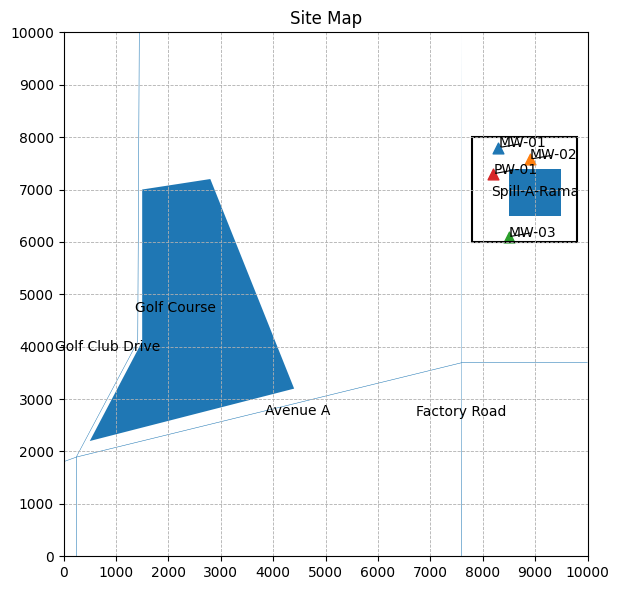 Site Map
10000
9000
8000
7000
6000
5000
4000
3000
2000
1000
0
MW-01
MW-02
PW-01
Spill-A-Rama
MW-03
Golf Course
Golf Club Drive
Avenue A
Factory Road
0 1000 2000 3000 4000 5000 6000 7000 8000 9000 10000